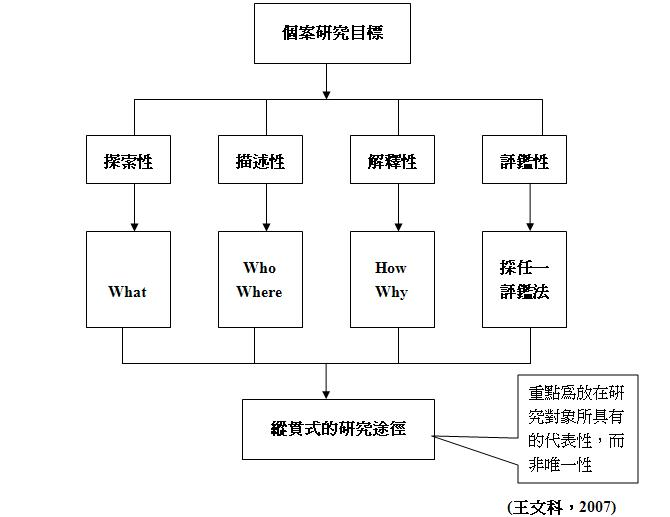 個案研究目標
探索性
描述性
解釋性
評鑑性
What
Who
Where
How
Why
採任一
評鑑法
縱貫式的研究途徑
重點為放在研
究對象所具有
的代表性，而
非唯一性
(王文科，2007)